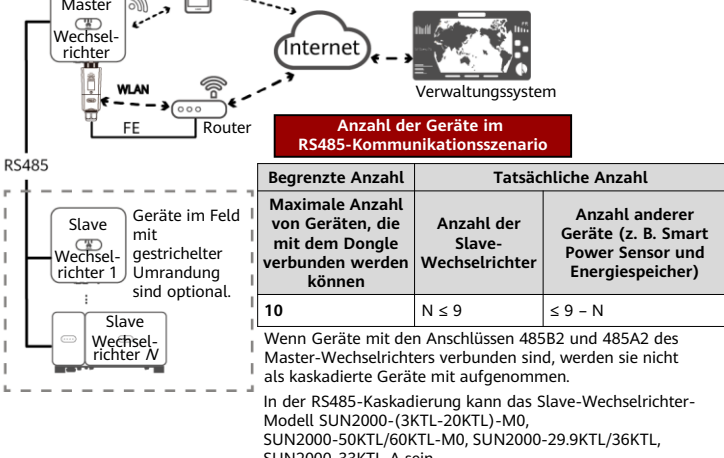 Master
Wechsel-
richter
Internet
Verwaltungssystem
WLAN
FE
Router
RS485
Anzahl der Geräte im
RS485-Kommunikationsszenario
Begrenzte Anzahl
Tatsächliche Anzahl
Maximale Anzahl
von Geräten, die
mit dem Dongle
verbunden werden
können
Anzahl der
Slave-
Wechselrichter
Anzahl anderer
Geräte (z. B. Smart
Power Sensor und
Energiespeicher)
10
N ≤ 9
≤ 9 – N
Slave
Wechsel-
richter 1
Geräte im Feld
mit
gestrichelter
Umrandung
sind optional.
Slave
Wechsel-
richter N
Wenn Geräte mit den Anschlüssen 485B2 und 485A2 des
Master-Wechselrichters verbunden sind, werden sie nicht
als kaskadierte Geräte mit aufgenommen.
In der RS485-Kaskadierung kann das Slave-Wechselrichter-
Modell SUN2000-(3KTL-20KTL)-M0,
SUN2000-50KTL/60KTL-M0, SUN2000-29.9KTL/36KTL,
SUN2000-33KTL-A sein